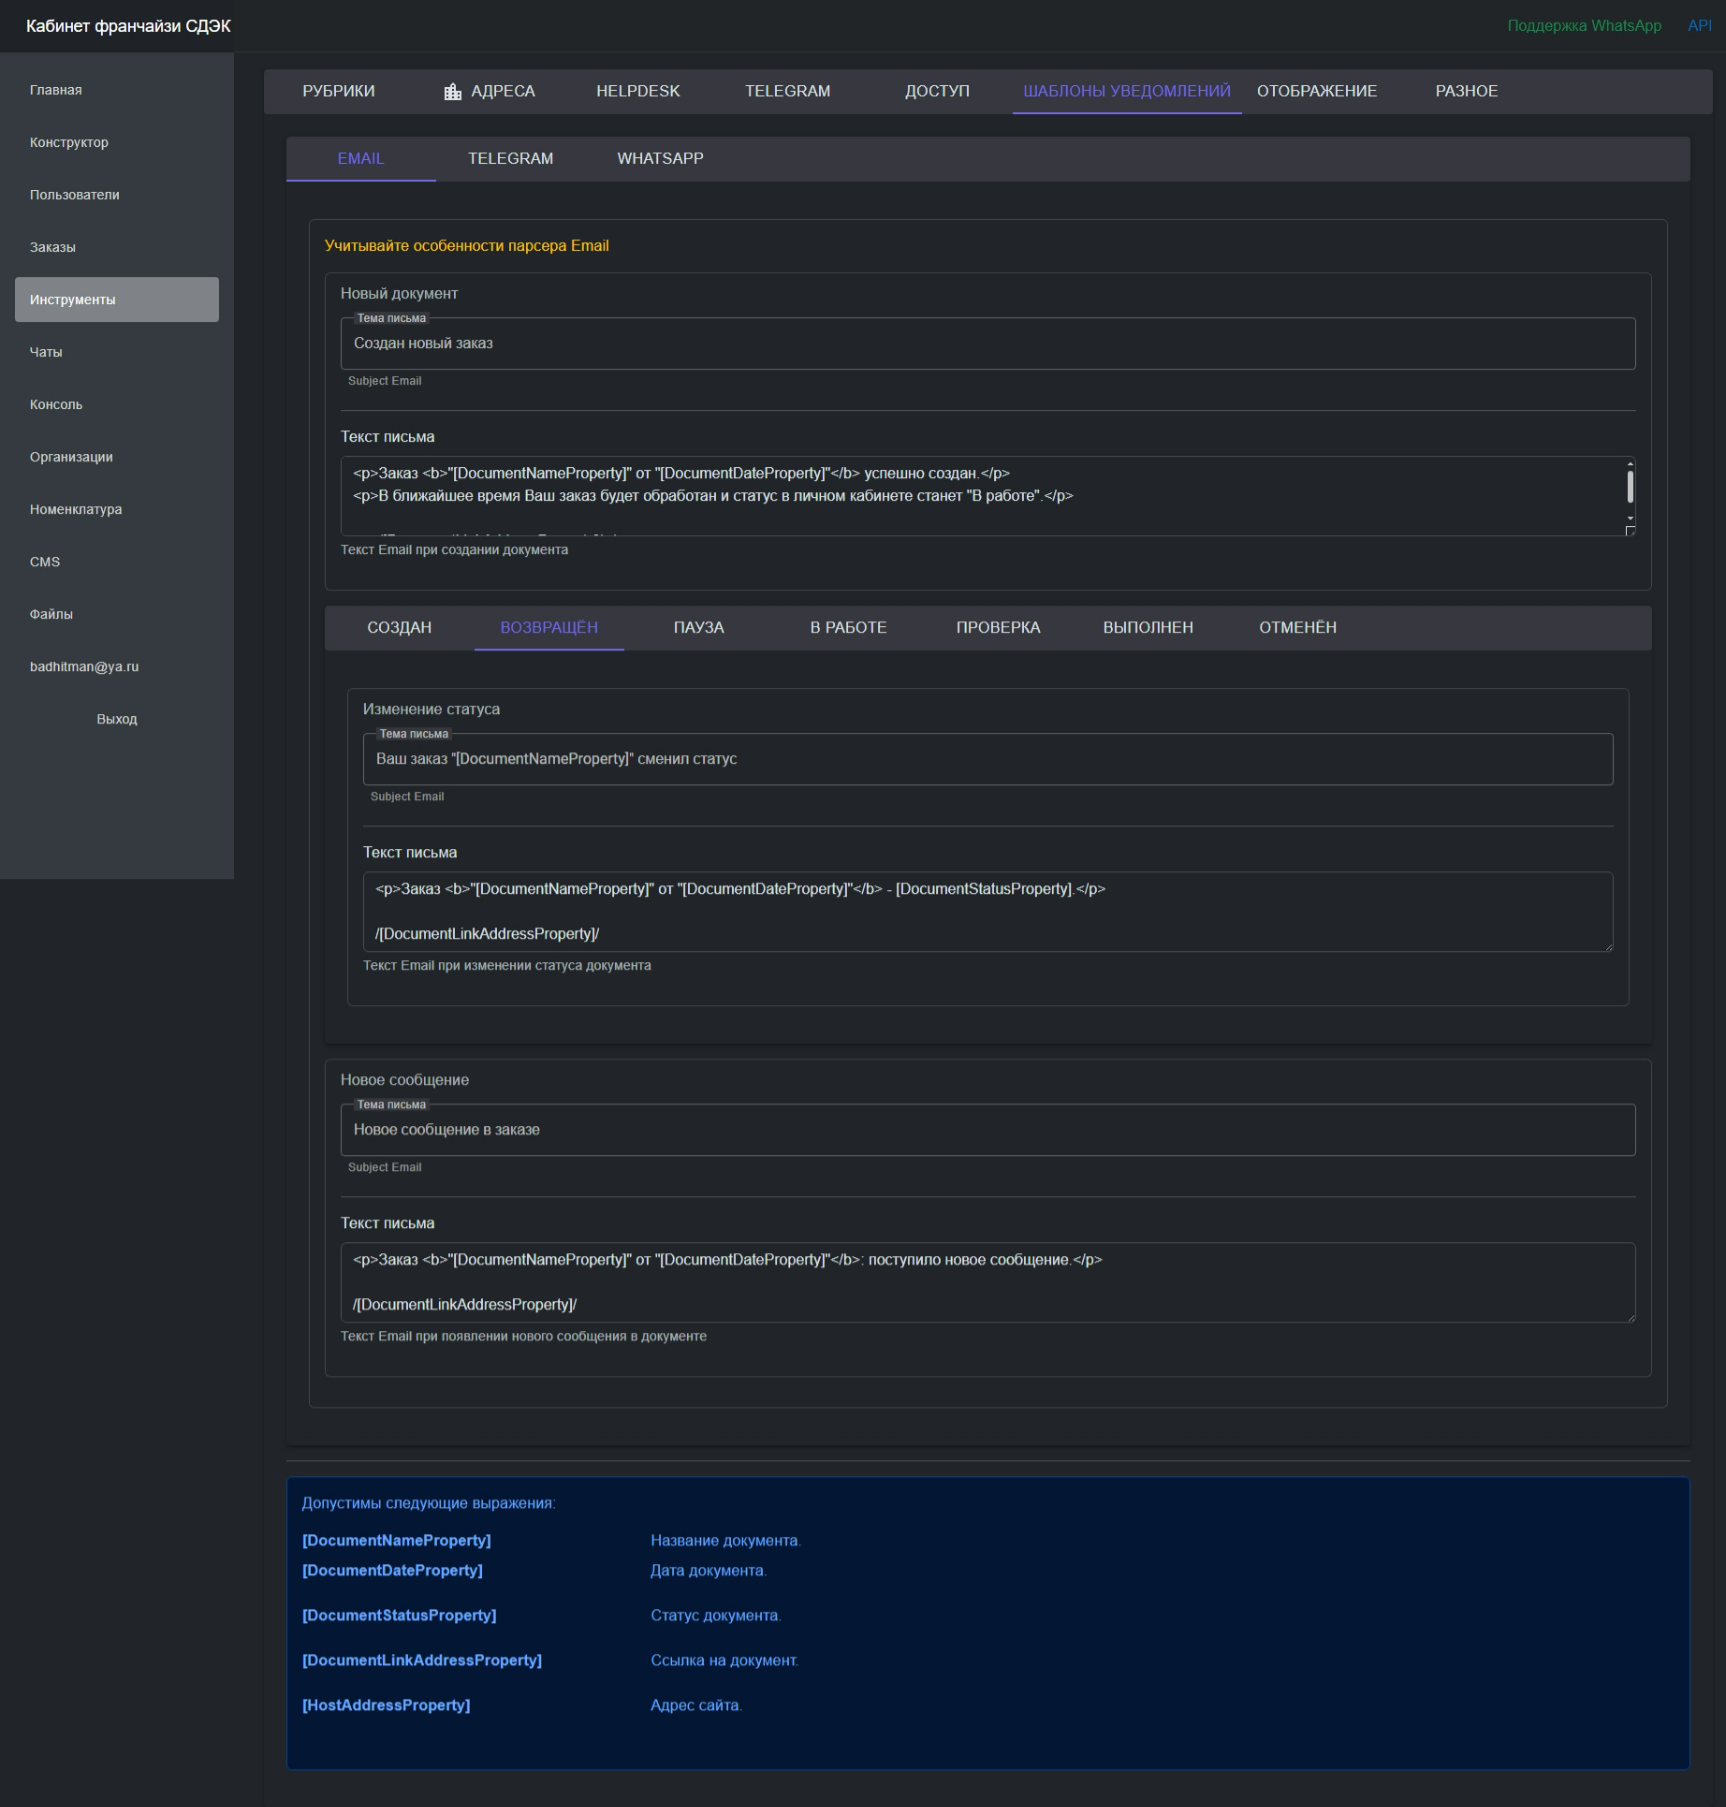 Кабинет франчайзи СДЭК
Поддержка WhatsApp
API
Главная
Конструктор
Пользователи
Заказы
Инструменты
Чаты
Консоль
Организации
Номенклатура
CMS
Файлы
badhitman@ya.ru
Выход
РУБРИКИ
АДРЕСА
HELPDESK
TELEGRAM
ДОСТУП
ШАБЛОНЫ УВЕДОМЛЕНИЙ
ОТОБРАЖЕНИЕ
РАЗНОЕ
EMAIL
TELEGRAM
WHATSAPP
Учитывайте особенности парсера Email
Новый документ
Тема письма
Создан новый заказ
Subject Email
Текст письма
<p>Заказ <b>"[DocumentNameProperty]" от "[DocumentDateProperty]"</b> успешно создан.</p>
<p>В ближайшее время Ваш заказ будет обработан и статус в личном кабинете станет "В работе".</p>
Текст Email при создании документа
СОЗДАН
ВОЗВРАЩЁН
ПАУЗА
В РАБОТЕ
ПРОВЕРКА
ВЫПОЛНЕН
ОТМЕНЁН
Изменение статуса
Тема письма
Ваш заказ "[DocumentNameProperty]" сменил статус
Subject Email
Текст письма
<p>Заказ <b>"[DocumentNameProperty]" от "[DocumentDateProperty]"</b> - [DocumentStatusProperty].</p>
/[DocumentLinkAddressProperty]/
Текст Email при изменении статуса документа
Новое сообщение
Тема письма
Новое сообщение в заказе
Subject Email
Текст письма
<p>Заказ <b>"[DocumentNameProperty]" от "[DocumentDateProperty]"</b>: поступило новое сообщение.</p>
/[DocumentLinkAddressProperty]/
Текст Email при появлении нового сообщения в документе
Допустимы следующие выражения:
[DocumentNameProperty] Название документа.
[DocumentDateProperty] Дата документа.
[DocumentStatusProperty] Статус документа.
[DocumentLinkAddressProperty] Ссылка на документ.
[HostAddressProperty] Адрес сайта.